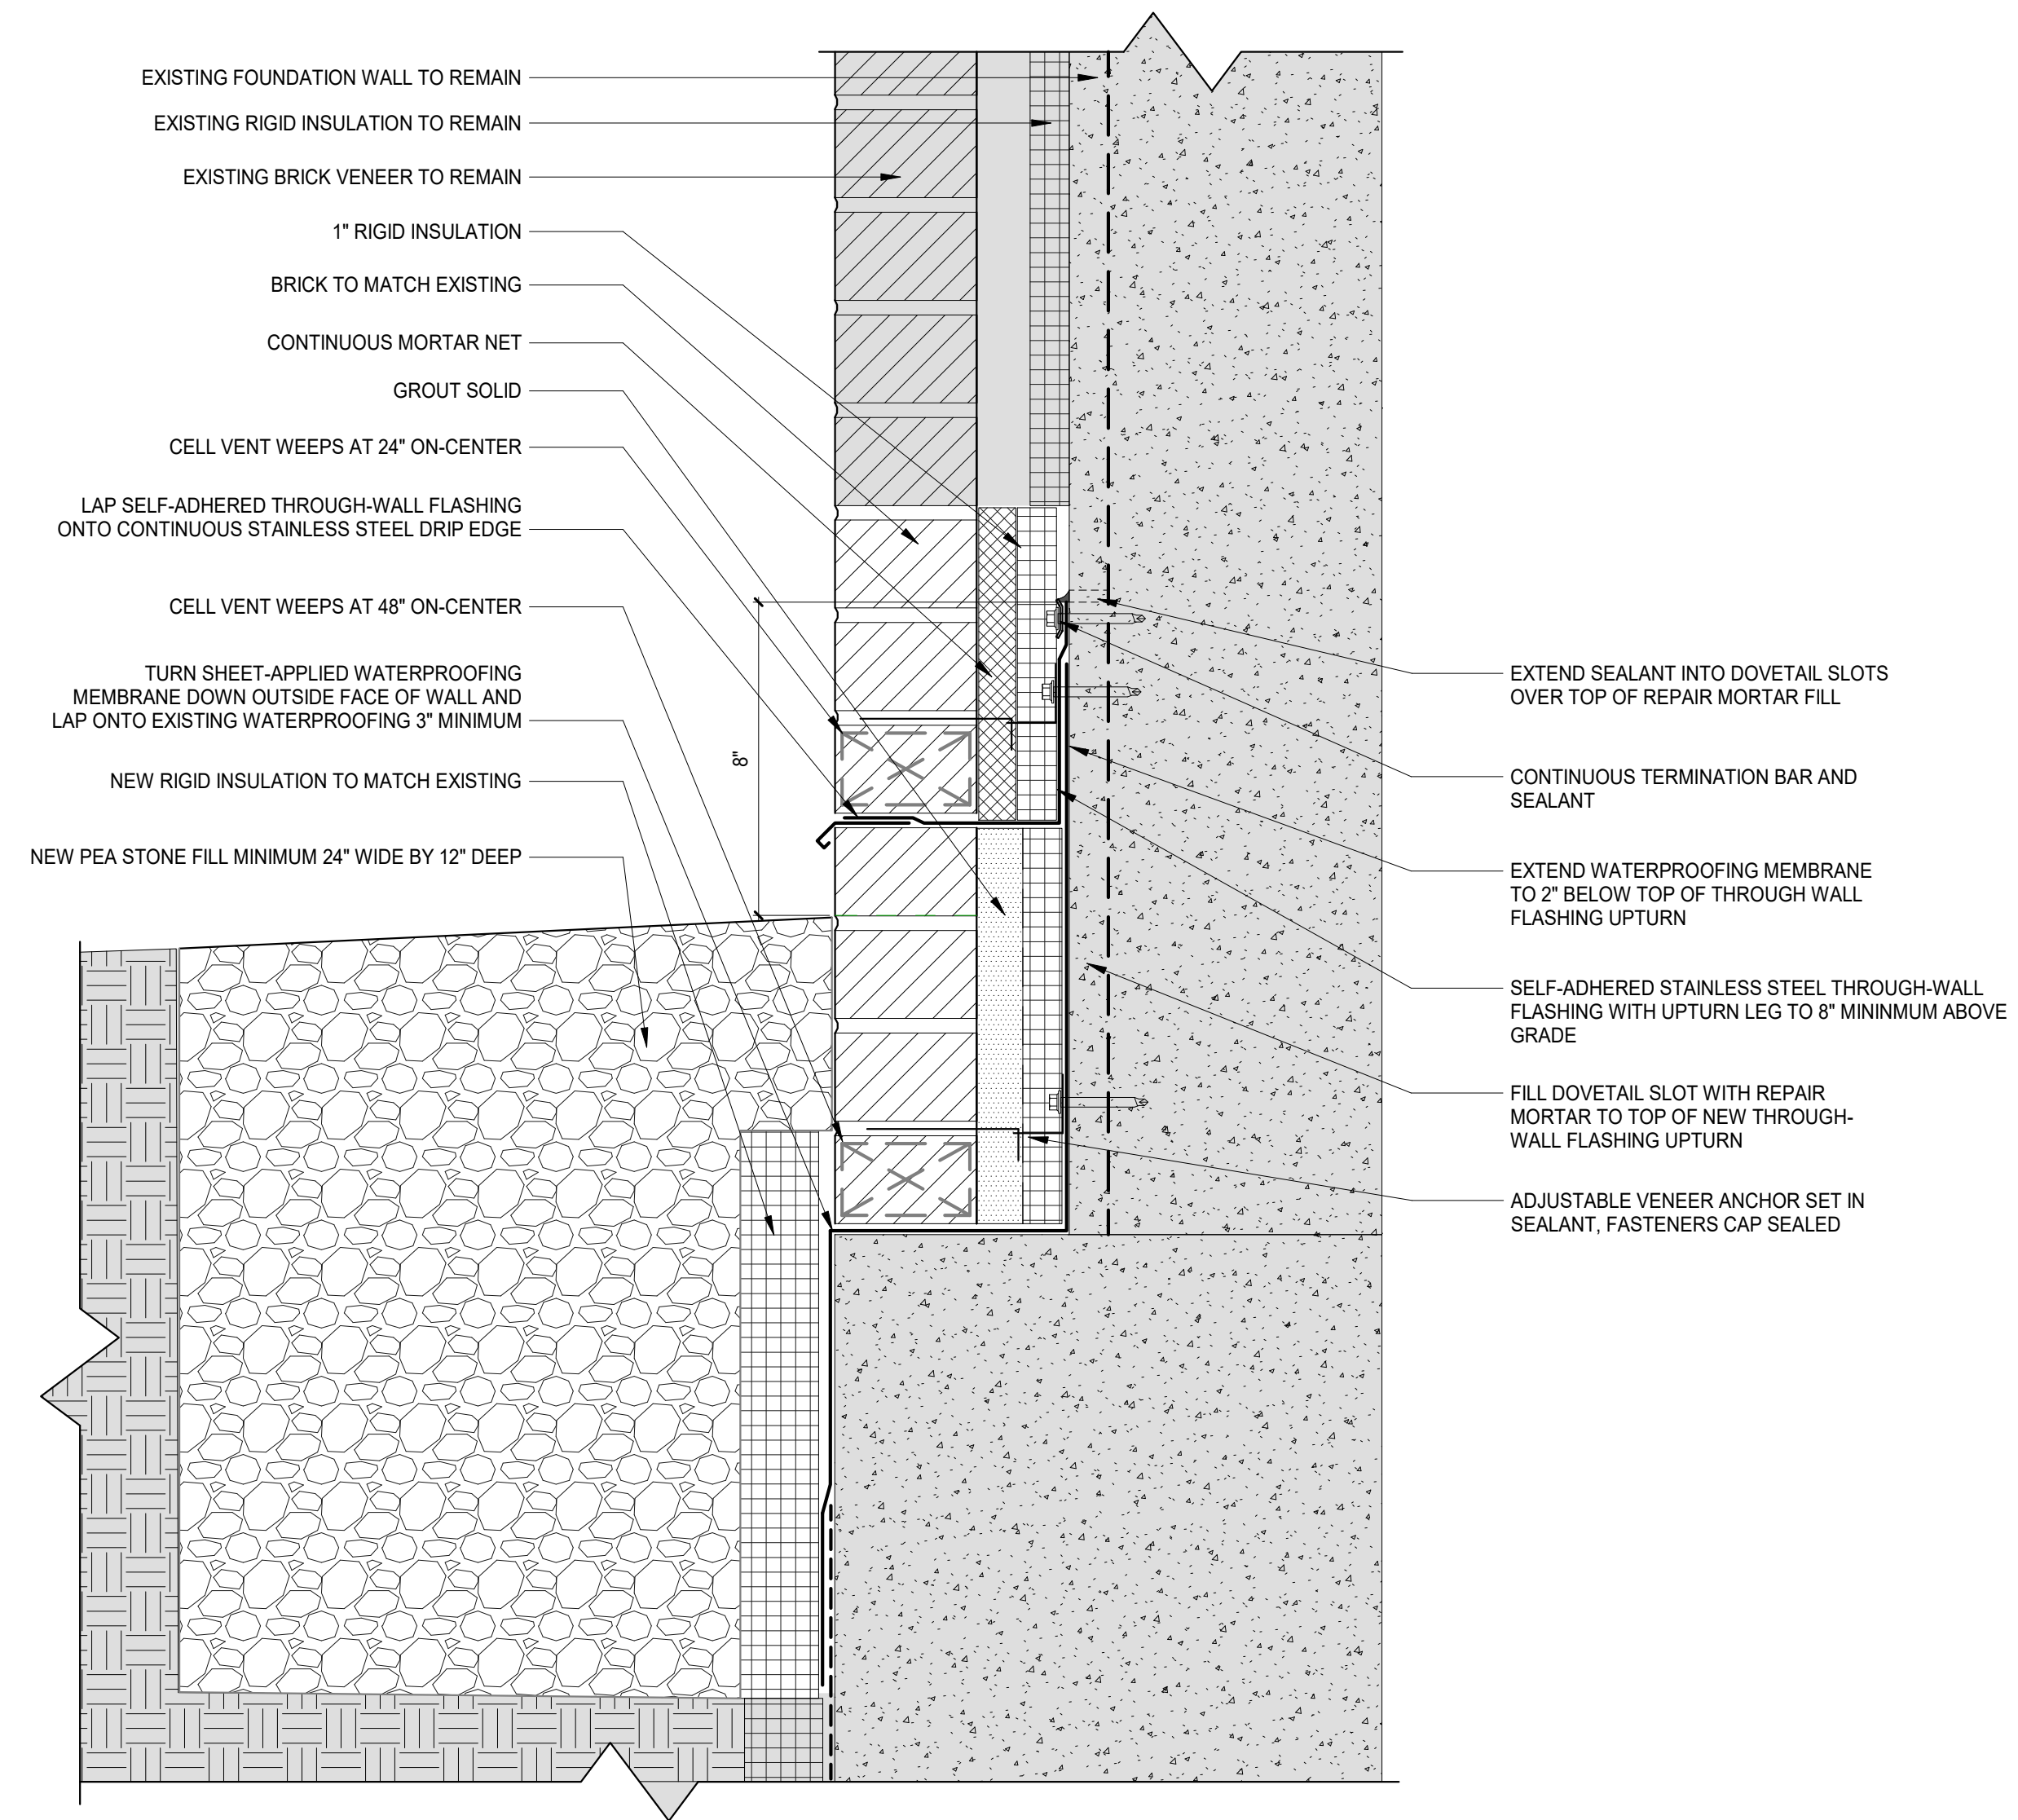 EXISTING FOUNDATION WALL TO REMAIN
EXISTING RIGID INSULATION TO REMAIN
EXISTING BRICK VENEER TO REMAIN
1" RIGID INSULATION
BRICK TO MATCH EXISTING
CONTINUOUS MORTAR NET
GROUT SOLID
CELL VENT WEEPS AT 24" ON-CENTER
LAP SELF-ADHERED THROUGH-WALL FLASHING
ONTO CONTINUOUS STAINLESS STEEL DRIP EDGE
CELL VENT WEEPS AT 48" ON-CENTER
TURN SHEET-APPLIED WATERPROOFING
MEMBRANE DOWN OUTSIDE FACE OF WALL AND
LAP ONTO EXISTING WATERPROOFING 3" MINIMUM
NEW RIGID INSULATION TO MATCH EXISTING
NEW PEA STONE FILL MINIMUM 24" WIDE BY 12" DEEP
8"
EXTEND SEALANT INTO DOVETAIL SLOTS
OVER TOP OF REPAIR MORTAR FILL
CONTINUOUS TERMINATION BAR AND
SEALANT
EXTEND WATERPROOFING MEMBRANE
TO 2" BELOW TOP OF THROUGH WALL
FLASHING UPTURN
SELF-ADHERED STAINLESS STEEL THROUGH-WALL
FLASHING WITH UPTURN LEG TO 8" MININMUM ABOVE
GRADE
FILL DOVETAIL SLOT WITH REPAIR
MORTAR TO TOP OF NEW THROUGH-
WALL FLASHING UPTURN
ADJUSTABLE VENEER ANCHOR SET IN
SEALANT, FASTENERS CAP SEALED